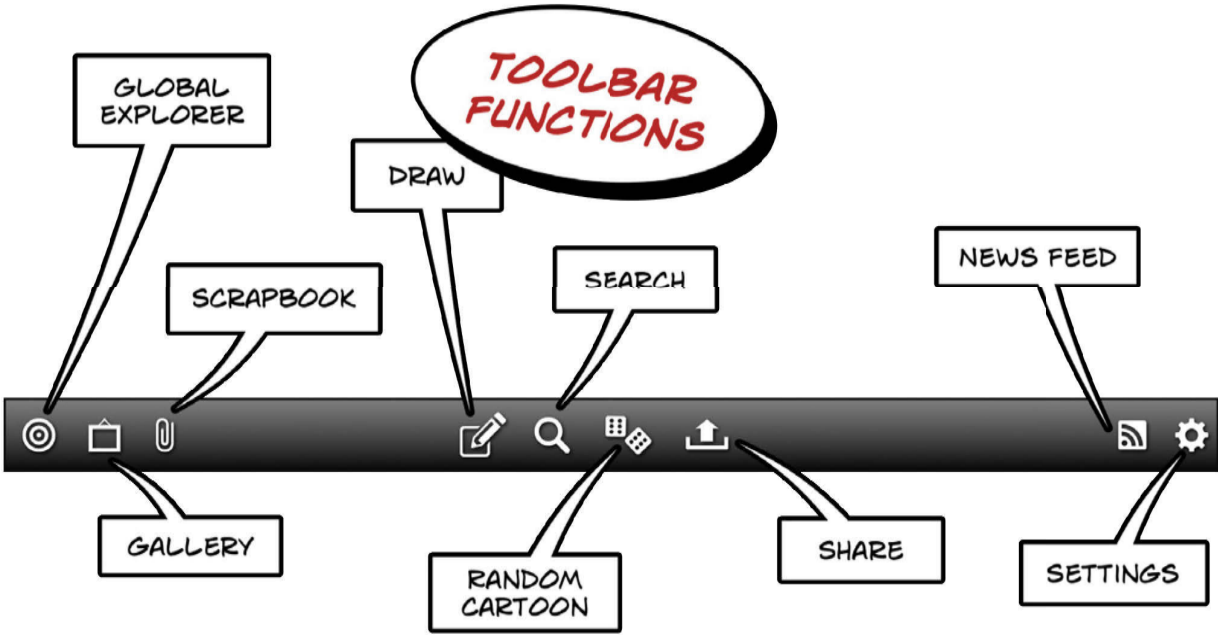 TOOLBAR
FUNCTIONS
GLOBAL
EXPLORER
DRAW
SCRAPBOOK
SEARCH
NEWS FEED
GALLERY
RANDOM
CARTOON
SHARE
SETTINGS